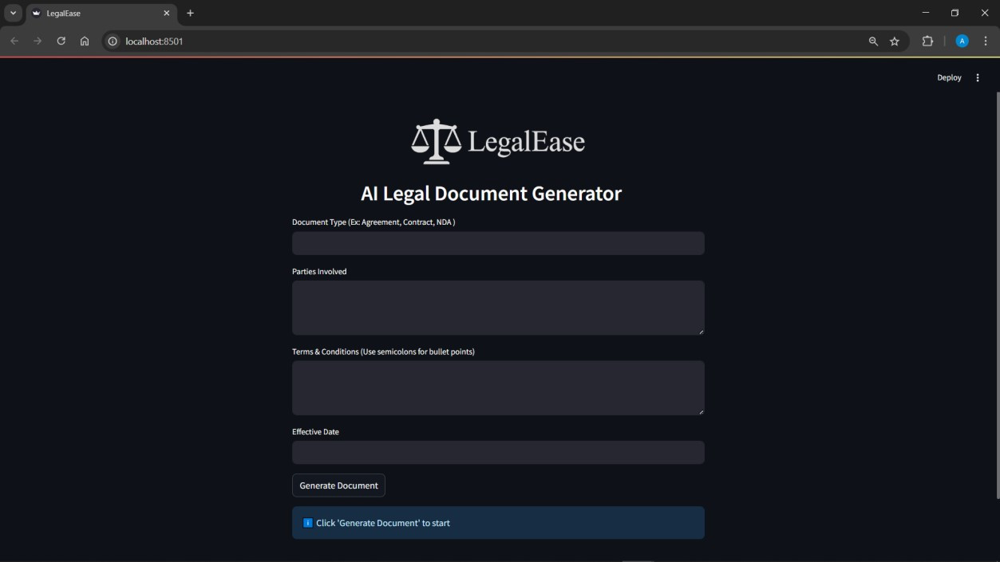 LegalEase
localhost:8501
A
Deploy
LegalEase
AI Legal Document Generator
Document Type (Ex: Agreement, Contract, NDA )
Parties Involved
Terms & Conditions (Use semicolons for bullet points)
Effective Date
Generate Document
i Click 'Generate Document' to start